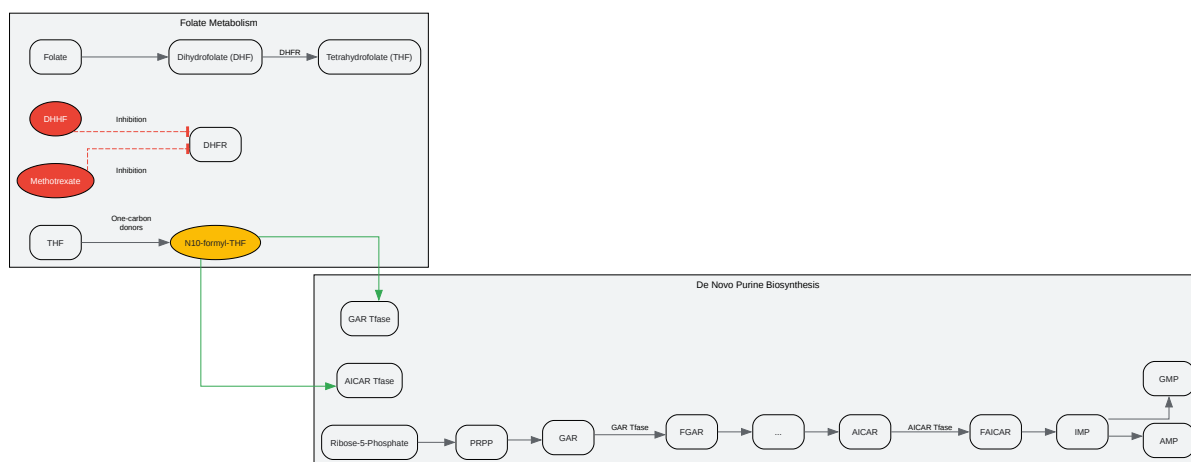 Folate Metabolism
Folate
Dihydrofolate (DHF)
DHFR
Tetrahydrofolate (THF)
DHHF
Inhibition
DHFR
Methotrexate
Inhibition
THF
One-carbon
donors
N10-formyl-THF
De Novo Purine Biosynthesis
GAR Tfase
AICAR Tfase
GMP
Ribose-5-Phosphate
PRPP
GAR
GAR Tfase
FGAR
...
AICAR
AICAR Tfase
FAICAR
IMP
AMP